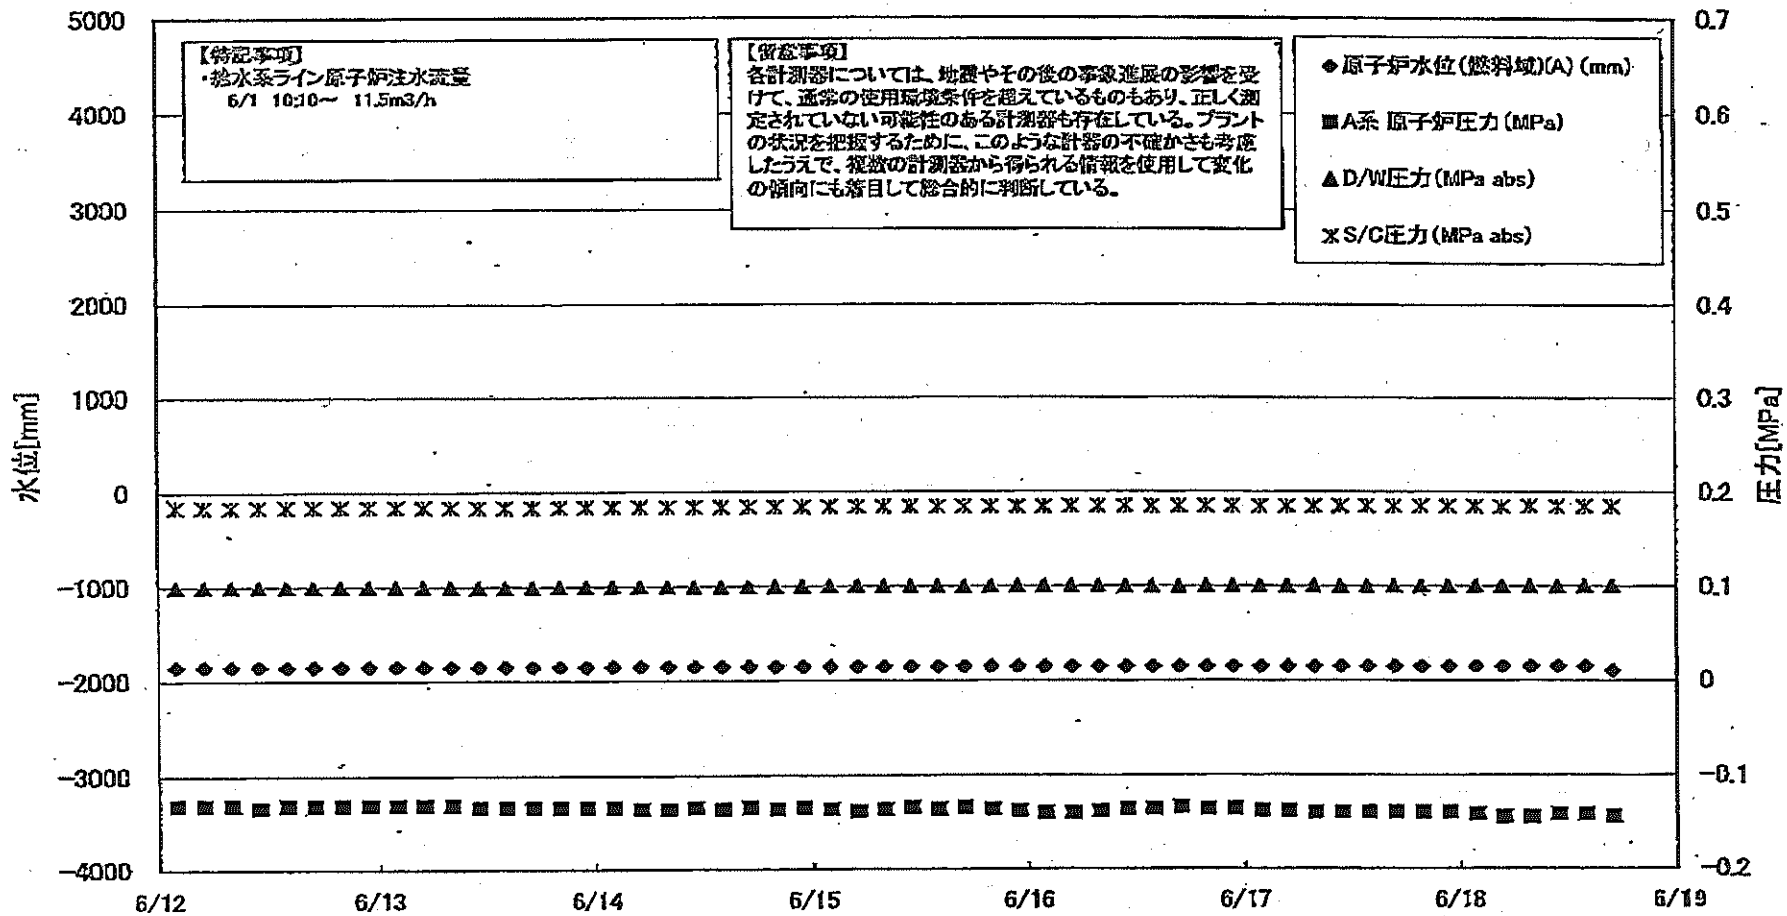 5000
4000
3000
2000
1000
0
-1000
-2000
-3000
-4000
水位[mm]
【特記事項】
・給水系ライン原子炉注水流量
6/1 10:10～ 11.5m3/h
【留意事項】
各計測器については、地震やその後の事象進展の影響を受
けて、通常の使用環境条件を超えているものもあり、正しく測
定されていない可能性のある計測器も存在している。プラント
の状況を把握するために、このような計器の不確かさも考慮
したうえで、複数の計測器から得られる情報を使用して変化
の傾向にも着目して総合的に判断している。
◆原子炉水位(燃料域)(A) (mm)
■A系 原子炉圧力(MPa)
▲D/W圧力(MPa abs)
S/C圧力(MPa abs)
0.7
0.6
0.5
0.4
0.3
0.2
0.1
0
-0.1
-0.2
圧力[MPa]
6/12 6/13 6/14 6/15 6/16 6/17 6/18 6/19